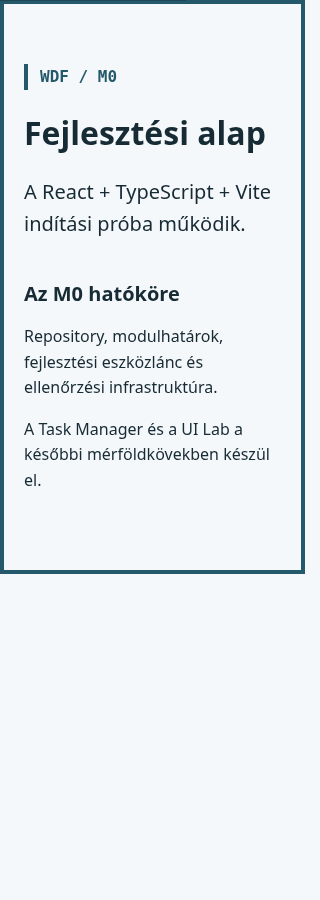 WDF / M0
Fejlesztési alap
A React + TypeScript + Vite
indítási próba működik.
Az M0 hatóköre
Repository, modulhatárok,
fejlesztési eszközlánc és
ellenőrzési infrastruktúra.
A Task Manager és a UI Lab a
későbbi mérföldkövekben készül
el.